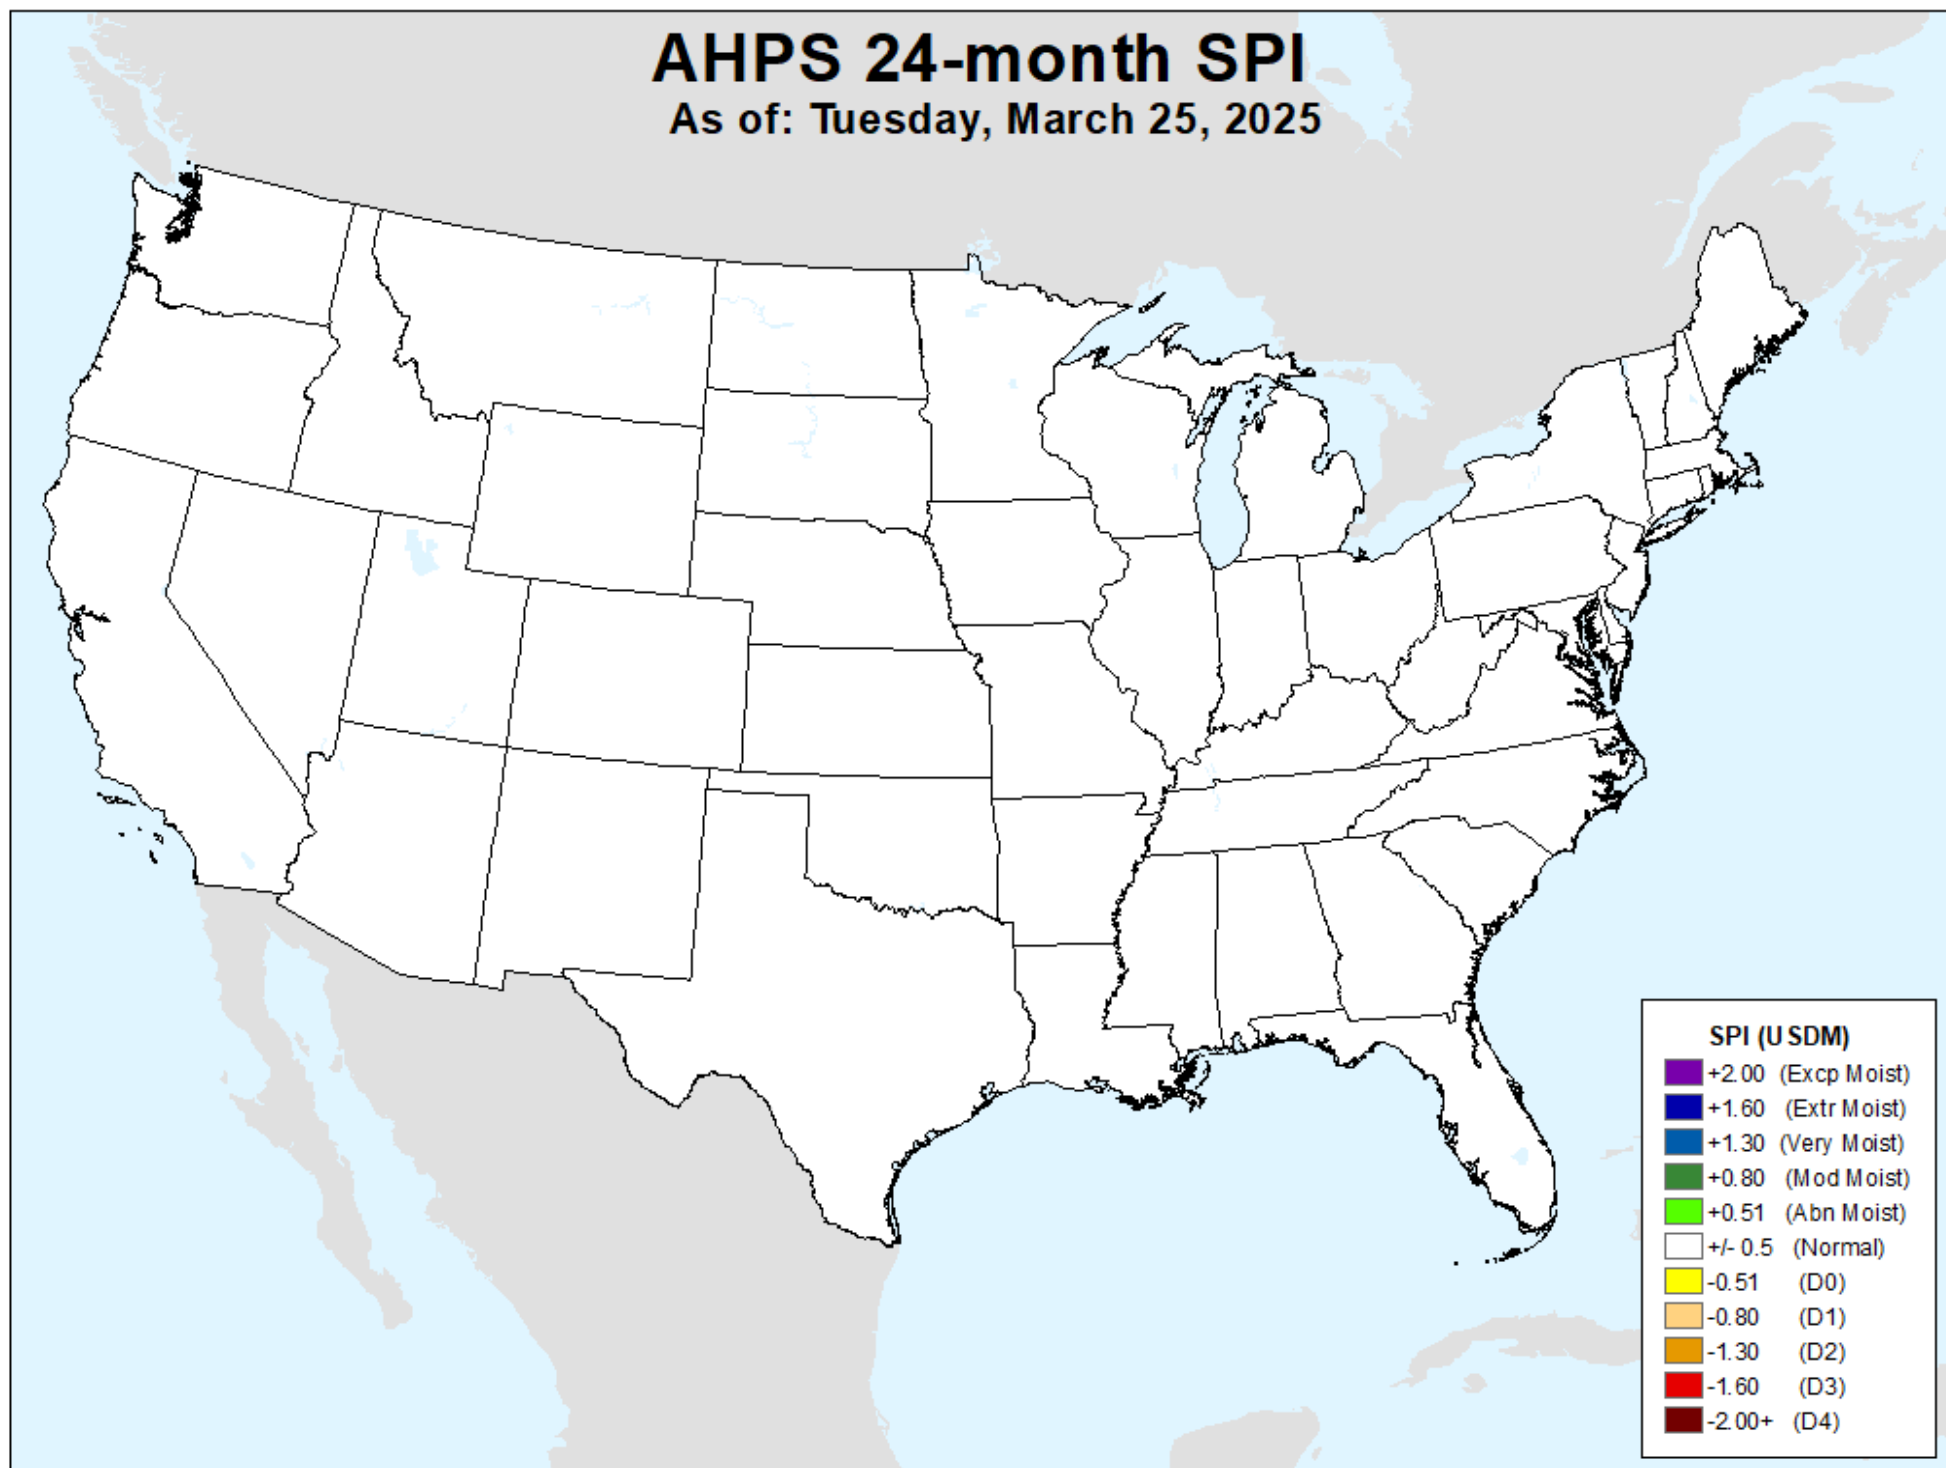 AHPS 24-month SPI
As of: Tuesday, March 25, 2025
SPI (USDM)
+2.00 (Excp Moist)
+1.60 (Extr Moist)
+1.30 (Very Moist)
+0.80 (Mod Moist)
+0.51 (Abn Moist)
+/- 0.5 (Normal)
-0.51 (D0)
-0.80 (D1)
-1.30 (D2)
-1.60 (D3)
-2.00+ (D4)